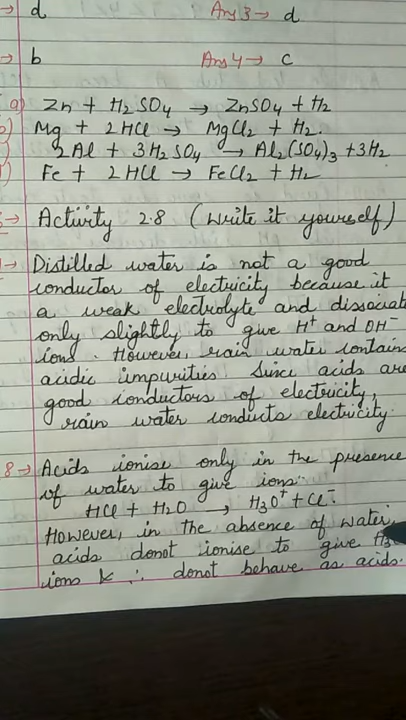 → d Ans 3 → d
→ b Ans 4 → c
a) Zn + H2SO4 → ZnSO4 + H2
b) Mg + 2HCl → MgCl2 + H2.
) 2Al + 3H2SO4 → Al2(SO4)3 + 3H2
) Fe + 2HCl → FeCl2 + H2
→ Activity 2.8 (Write it yourself)
→ Distilled water is not a good
conductor of electricity because it
a weak electrolyte and dissociat
only slightly to give H+ and OH-
ions. However, rain water contains
acidic impurities. Since acids are
good conductors of electricity,
rain water conducts electricity.
8 → Acids ionise only in the presence
of water to give ions.
HCl + H2O → H3O+ + Cl-.
However, in the absence of water,
acids donot ionise to give H3
ions & ∴ donot behave as acids.